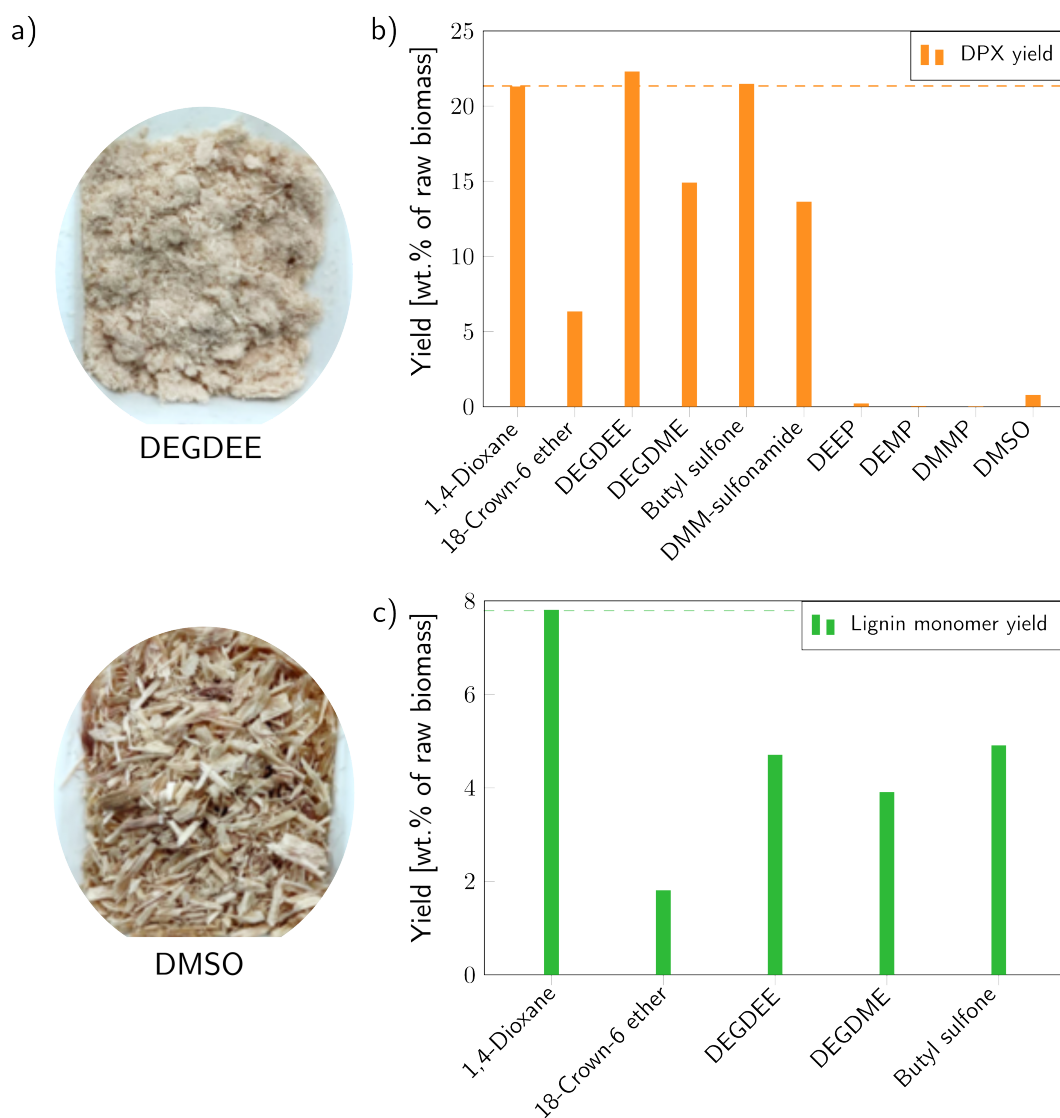 a)
DEGDEE
DMSO
b)
Yield [wt.% of raw biomass]
25
20
15
10
5
0
DPX yield
1,4-Dioxane
18-Crown-6 ether
DEGDEE
DEGDME
Butyl sulfone
DMM-sulfonamide
DEEP
DEMP
DMMP
DMSO
c)
Yield [wt.% of raw biomass]
8
6
4
2
0
Lignin monomer yield
1,4-Dioxane
18-Crown-6 ether
DEGDEE
DEGDME
Butyl sulfone